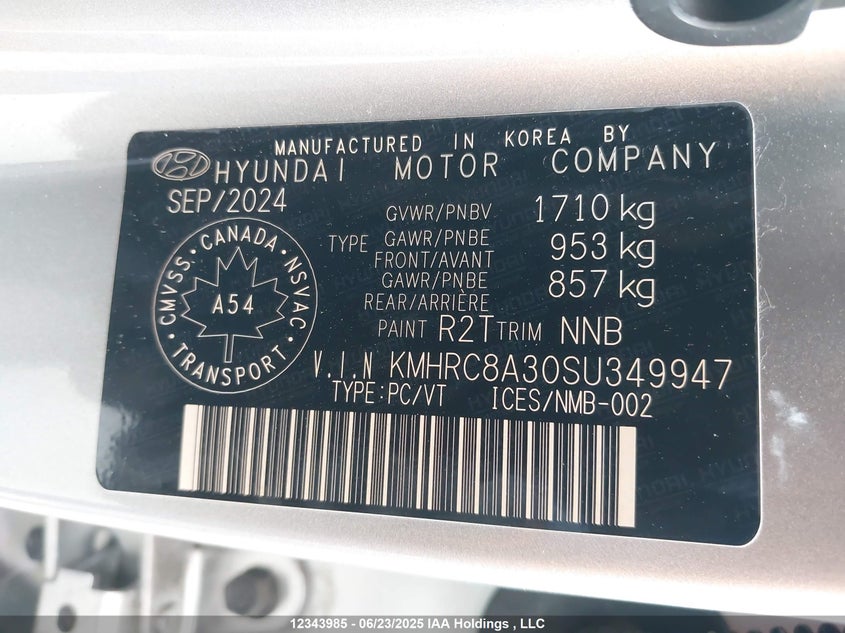 MANUFACTURED IN KOREA BY
HYUNDAI MOTOR COMPANY
SEP/2024
GVWR/PNBV 1710 kg
TYPE GAWR/PNBE 953 kg
FRONT/AVANT
GAWR/PNBE 857 kg
REAR/ARRIÈRE
PAINT R2T TRIM NNB
CMVSS • CANADA • NSVAC • TRANSPORT •
A54
V.I.N KMHRC8A30SU349947
TYPE:PC/VT ICES/NMB-002
12343985 - 06/23/2025 IAA Holdings , LLC